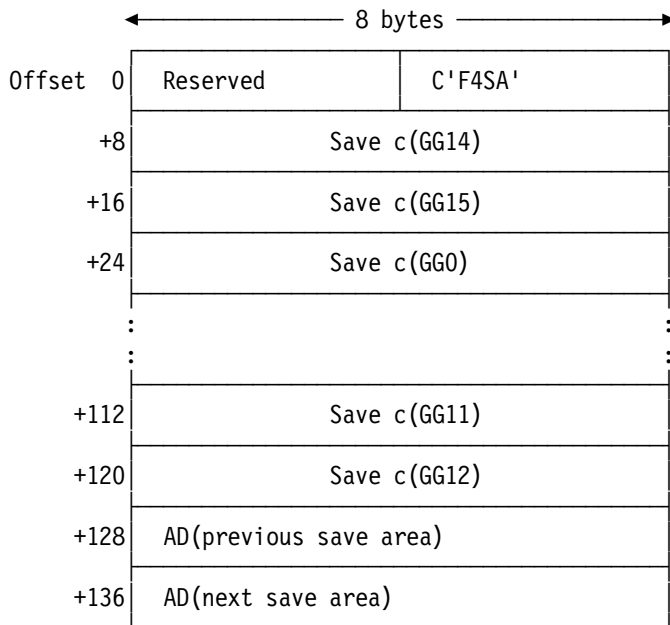 8 bytes
Offset 0 Reserved C'F4SA'
+8 Save c(GG14)
+16 Save c(GG15)
+24 Save c(GG0)
: :
: :
+112 Save c(GG11)
+120 Save c(GG12)
+128 AD(previous save area)
+136 AD(next save area)